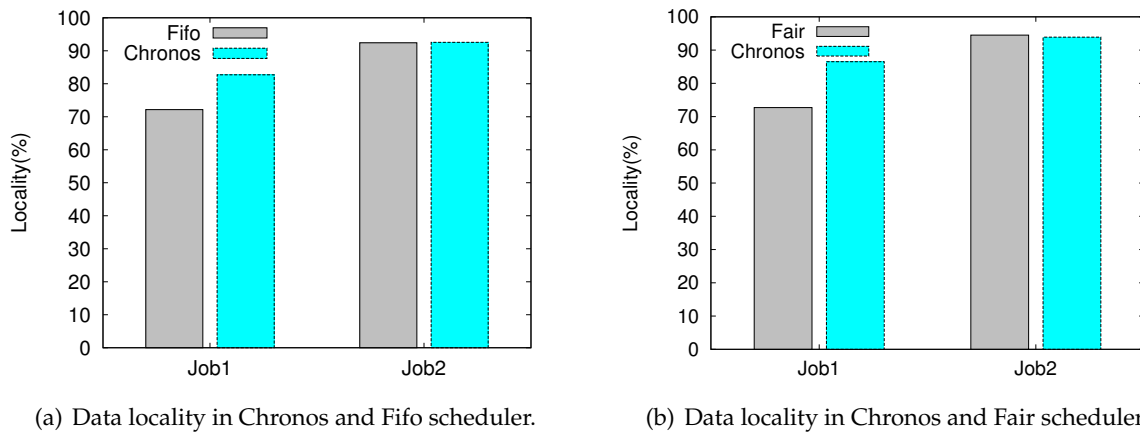 100
90
80
70
60
50
40
30
20
10
0
Locality(%)
Fifo
Chronos
Job1
Job2
(a) Data locality in Chronos and Fifo scheduler.
100
90
80
70
60
50
40
30
20
10
0
Locality(%)
Fair
Chronos
Job1
Job2
(b) Data locality in Chronos and Fair scheduler